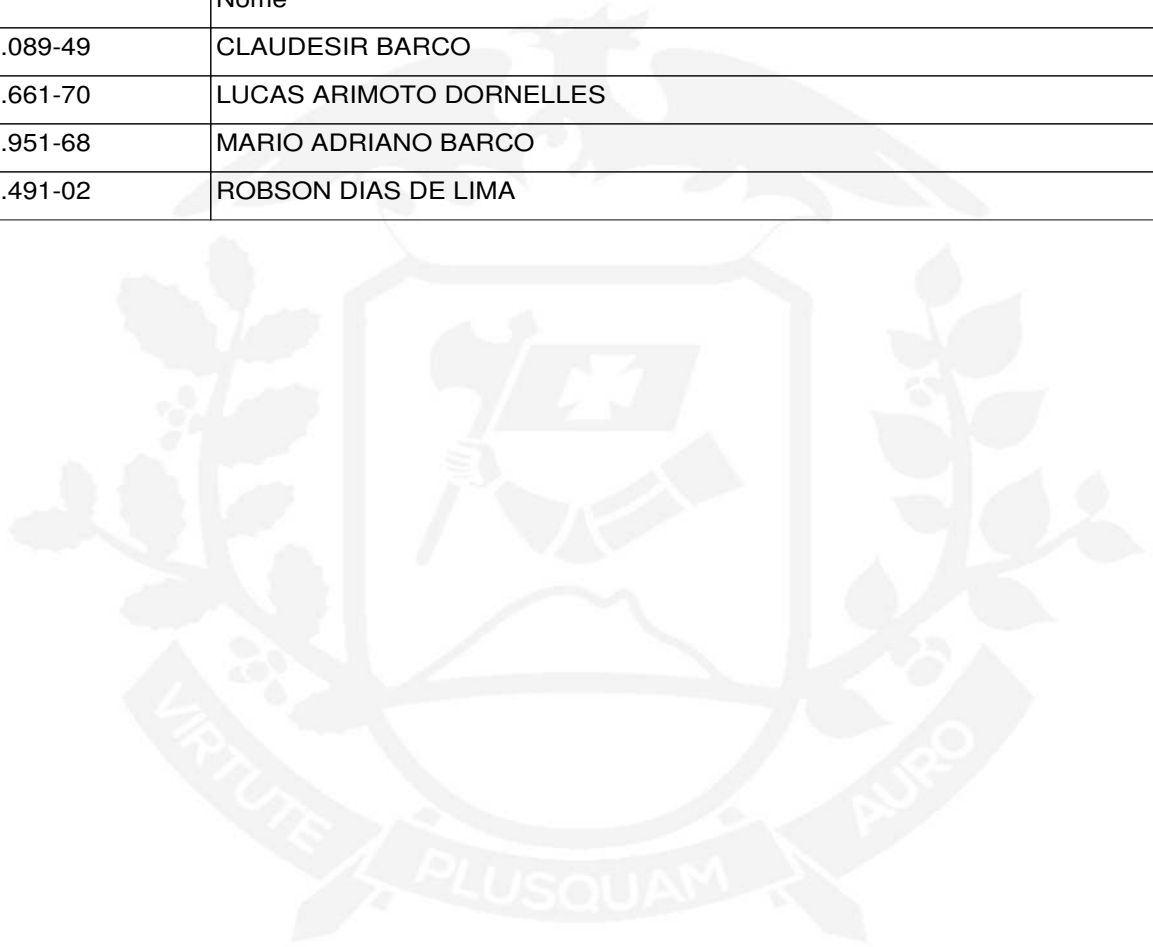 Nome
.089-49 CLAUDESIR BARCO
.661-70 LUCAS ARIMOTO DORNELLES
.951-68 MARIO ADRIANO BARCO
.491-02 ROBSON DIAS DE LIMA
VIRTUTE PLUSQUAM AURO